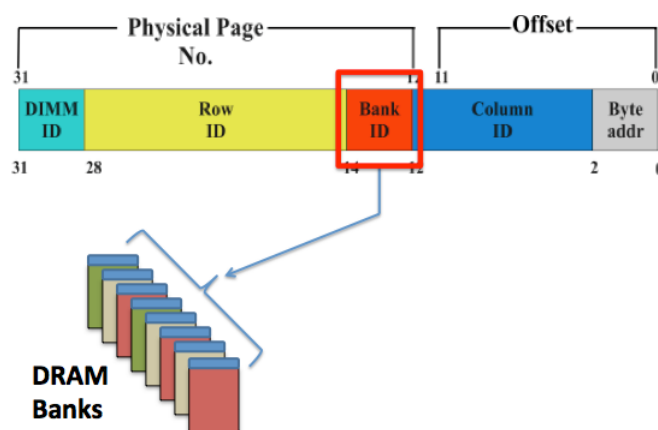 Physical Page
No.
Offset
31
12
11
0
DIMM
ID
Row
ID
Bank
ID
Column
ID
Byte
addr
31
28
14
12
2
DRAM
Banks